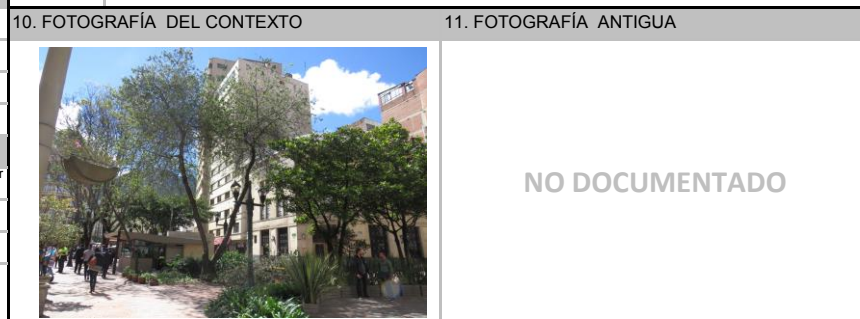 10. FOTOGRAFÍA DEL CONTEXTO
11. FOTOGRAFÍA ANTIGUA
r
NO DOCUMENTADO